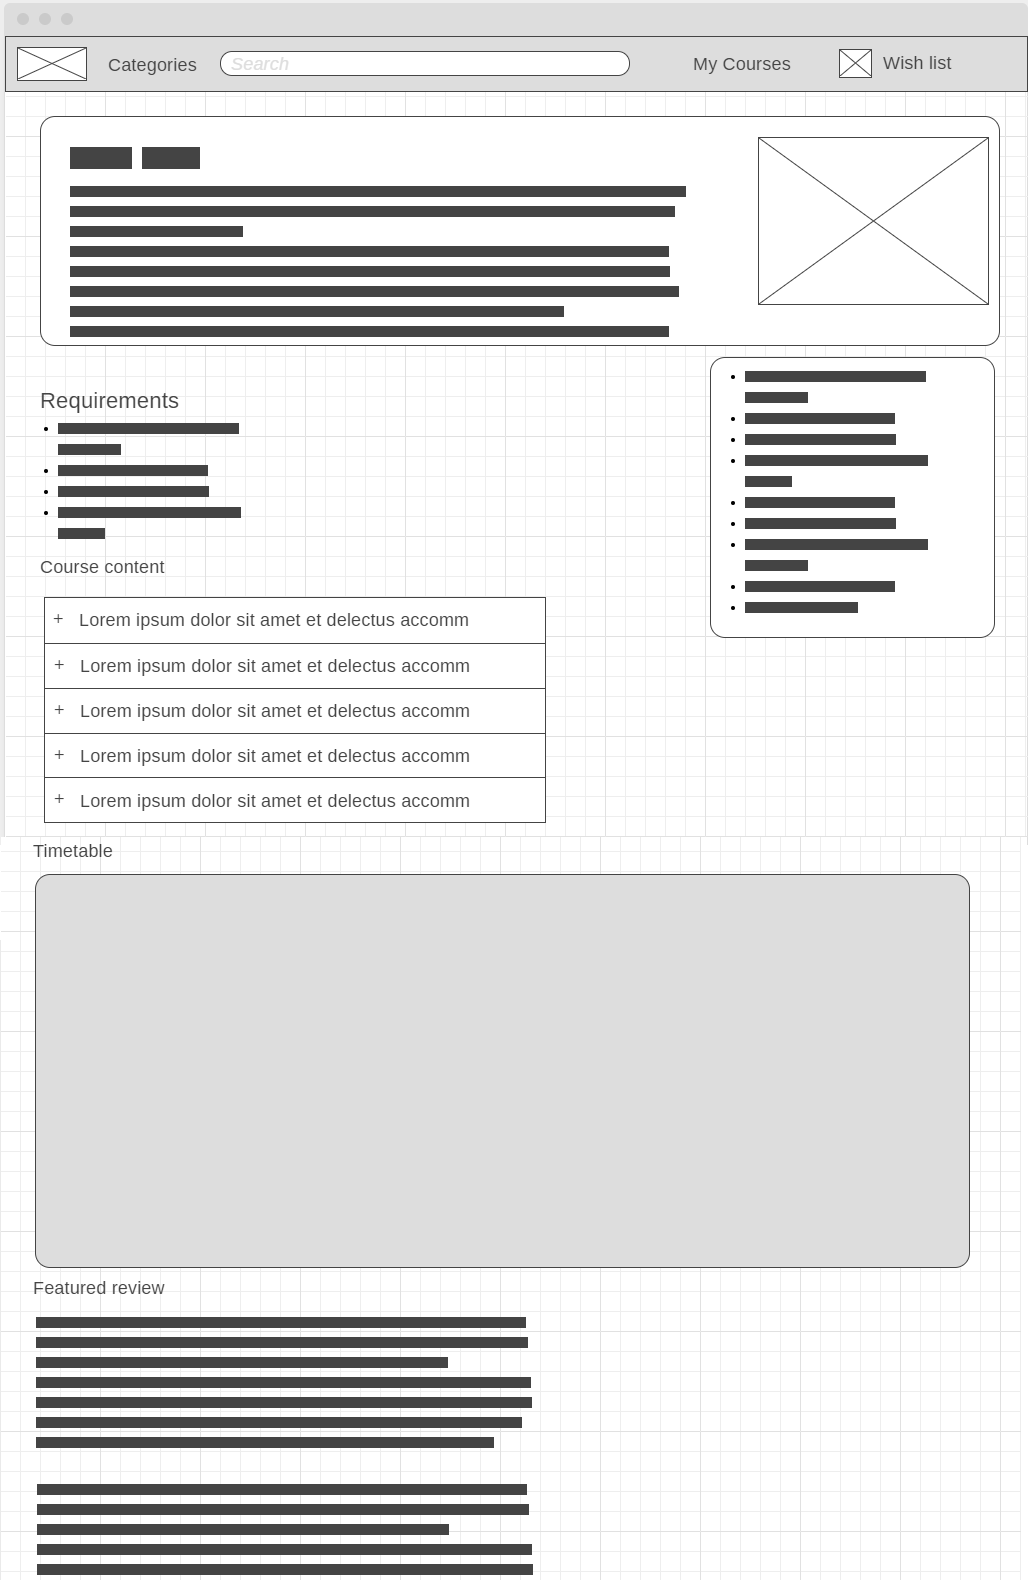 Categories
Search
My Courses
Wish list
Requirements
Course content
+ Lorem ipsum dolor sit amet et delectus accomm
+ Lorem ipsum dolor sit amet et delectus accomm
+ Lorem ipsum dolor sit amet et delectus accomm
+ Lorem ipsum dolor sit amet et delectus accomm
+ Lorem ipsum dolor sit amet et delectus accomm
Timetable
Featured review